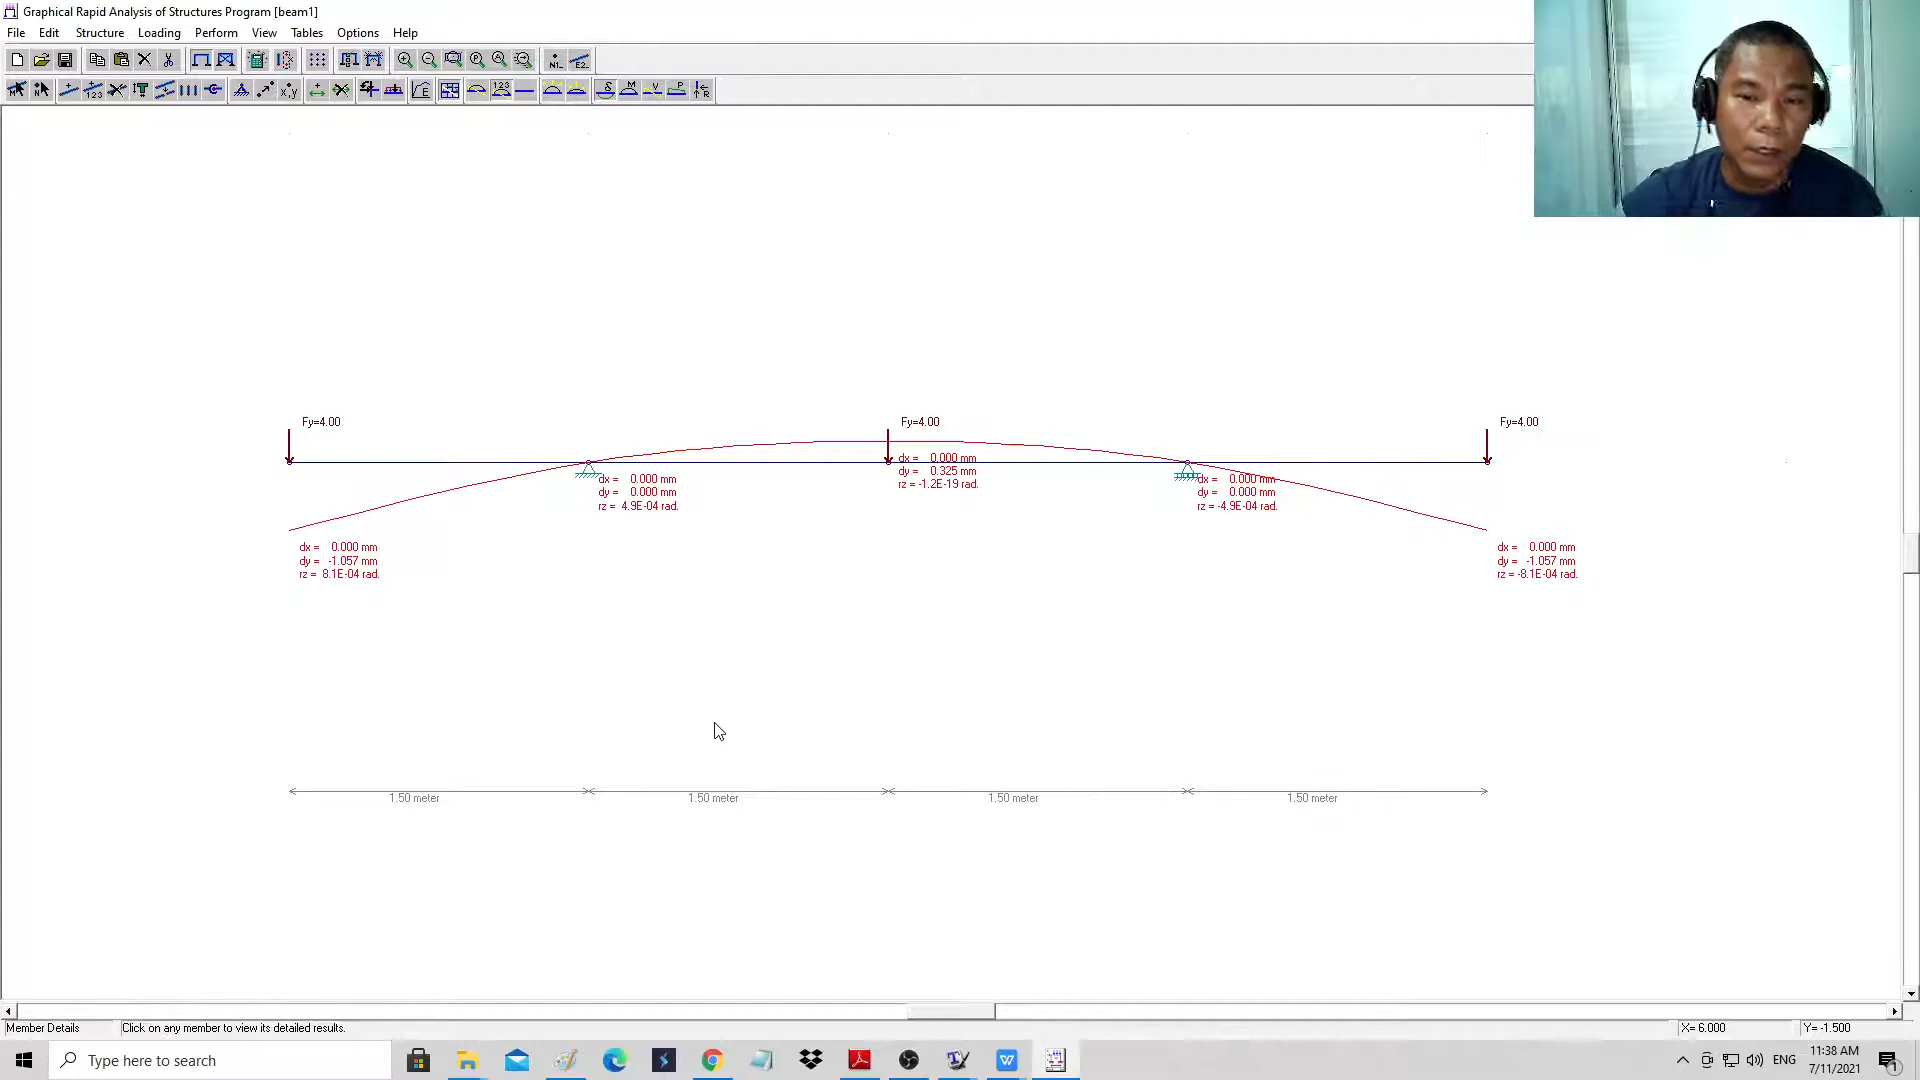 Graphical Rapid Analysis of Structures Program [beam1]
File Edit Structure Loading Perform View Tables Options Help
N1 E2
123 x,y E 123 δ M V P R
Fy=4.00 Fy=4.00 Fy=4.00
dx = 0.000 mm
dy = 0.325 mm
rz = -1.2E-19 rad.
dx = 0.000 mm
dy = 0.000 mm
rz = 4.9E-04 rad.
dx = 0.000 mm
dy = 0.000 mm
rz = -4.9E-04 rad.
dx = 0.000 mm
dy = -1.057 mm
rz = 8.1E-04 rad.
dx = 0.000 mm
dy = -1.057 mm
rz = -8.1E-04 rad.
1.50 meter 1.50 meter 1.50 meter 1.50 meter
Member Details Click on any member to view its detailed results. X= 6.000 Y= -1.500
Type here to search
ENG
11:38 AM
7/11/2021
1